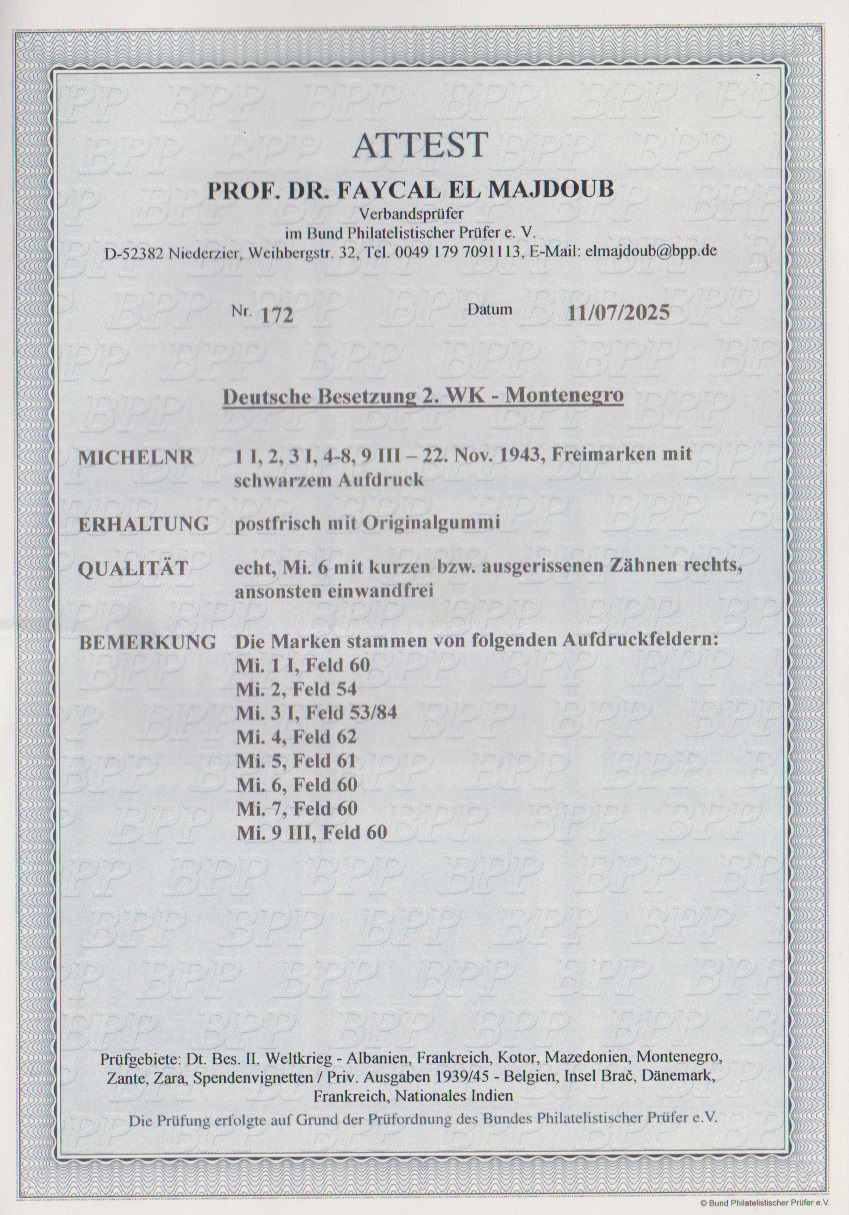 ATTEST
PROF. DR. FAYCAL EL MAJDOUB
Verbandsprüfer
im Bund Philatelistischer Prüfer e. V.
D-52382 Niederzier, Weihbergstr. 32, Tel. 0049 179 7091113, E-Mail: elmajdoub@bpp.de
Nr. 172 Datum 11/07/2025
Deutsche Besetzung 2. WK - Montenegro
MICHELNR 1 I, 2, 3 I, 4-8, 9 III – 22. Nov. 1943, Freimarken mit
schwarzem Aufdruck
ERHALTUNG postfrisch mit Originalgummi
QUALITÄT echt, Mi. 6 mit kurzen bzw. ausgerissenen Zähnen rechts,
ansonsten einwandfrei
BEMERKUNG Die Marken stammen von folgenden Aufdruckfeldern:
Mi. 1 I, Feld 60
Mi. 2, Feld 54
Mi. 3 I, Feld 53/84
Mi. 4, Feld 62
Mi. 5, Feld 61
Mi. 6, Feld 60
Mi. 7, Feld 60
Mi. 9 III, Feld 60
Prüfgebiete: Dt. Bes. II. Weltkrieg - Albanien, Frankreich, Kotor, Mazedonien, Montenegro,
Zante, Zara, Spendenvignetten / Priv. Ausgaben 1939/45 - Belgien, Insel Brač, Dänemark,
Frankreich, Nationales Indien
Die Prüfung erfolgte auf Grund der Prüfordnung des Bundes Philatelistischer Prüfer e.V.
© Bund Philatelistischer Prüfer e.V.